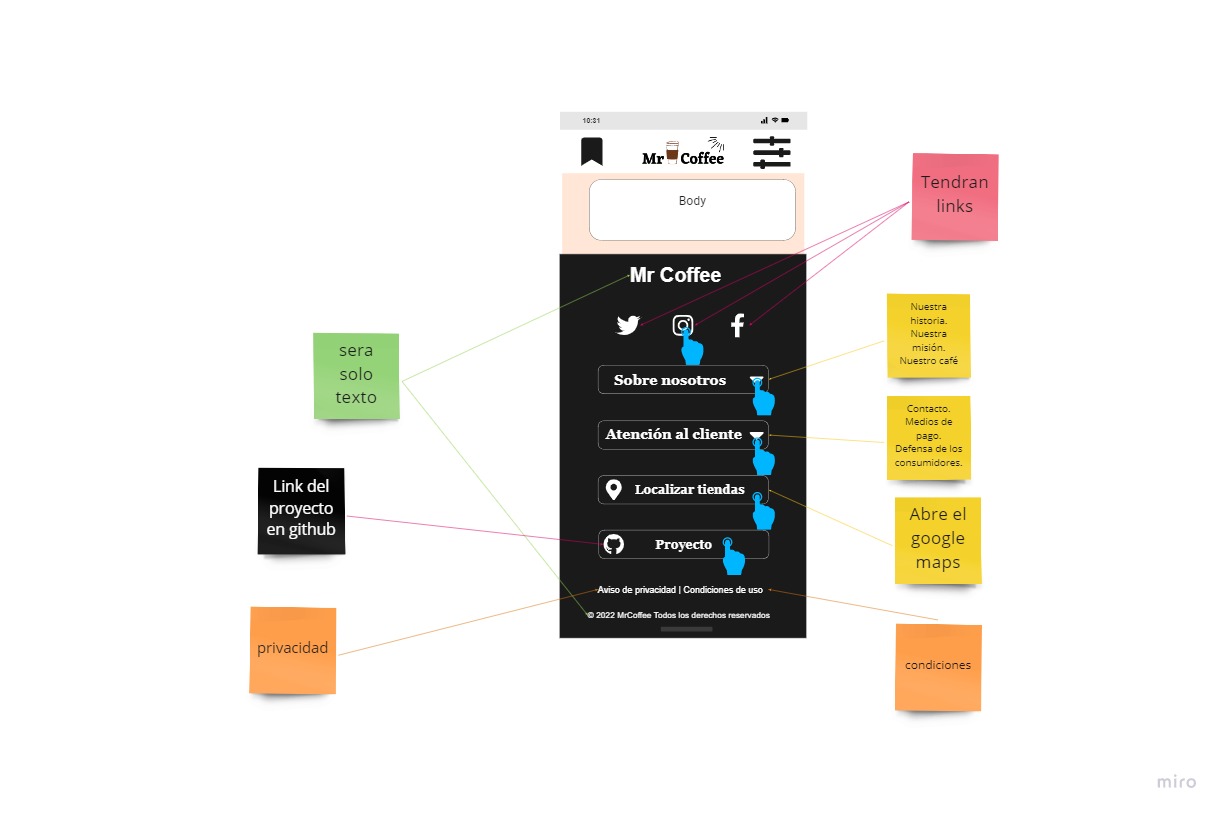 10:31
Mr Coffee
Body
Mr Coffee
Sobre nosotros
Atención al cliente
Localizar tiendas
Proyecto
Aviso de privacidad | Condiciones de uso
© 2022 MrCoffee Todos los derechos reservados
sera
solo
texto
Link del
proyecto
en github
privacidad
Tendran
links
Nuestra
historia.
Nuestra
misión.
Nuestro café
Contacto.
Medios de
pago.
Defensa de los
consumidores.
Abre el
google
maps
condiciones
miro